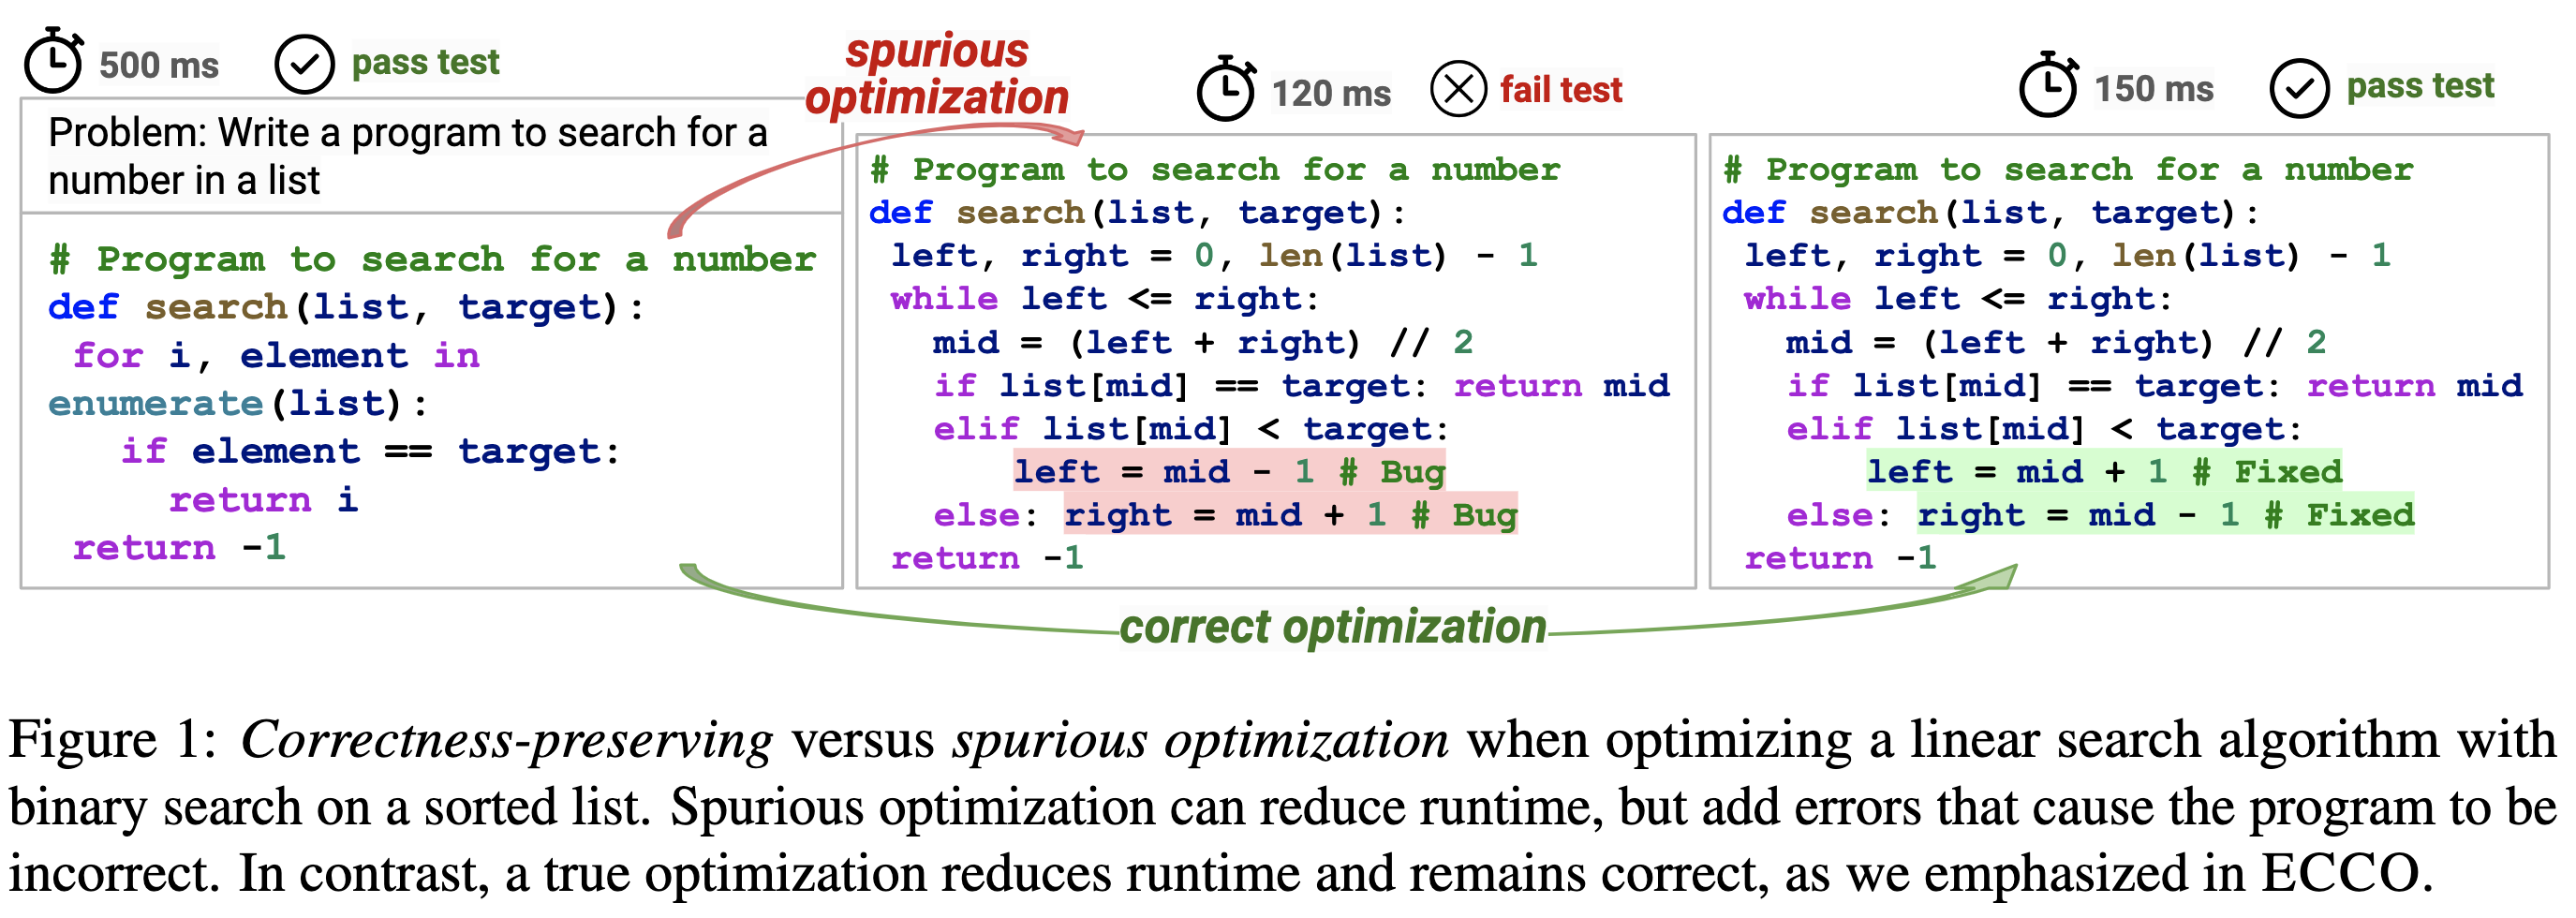 500 ms pass test
Problem: Write a program to search for a
number in a list
# Program to search for a number
def search(list, target):
for i, element in
enumerate(list):
if element == target:
return i
return -1
spurious
optimization
120 ms fail test
# Program to search for a number
def search(list, target):
left, right = 0, len(list) - 1
while left <= right:
mid = (left + right) // 2
if list[mid] == target: return mid
elif list[mid] < target:
left = mid - 1 # Bug
else: right = mid + 1 # Bug
return -1
150 ms pass test
# Program to search for a number
def search(list, target):
left, right = 0, len(list) - 1
while left <= right:
mid = (left + right) // 2
if list[mid] == target: return mid
elif list[mid] < target:
left = mid + 1 # Fixed
else: right = mid - 1 # Fixed
return -1
correct optimization
Figure 1: Correctness-preserving versus spurious optimization when optimizing a linear search algorithm with
binary search on a sorted list. Spurious optimization can reduce runtime, but add errors that cause the program to be
incorrect. In contrast, a true optimization reduces runtime and remains correct, as we emphasized in ECCO.